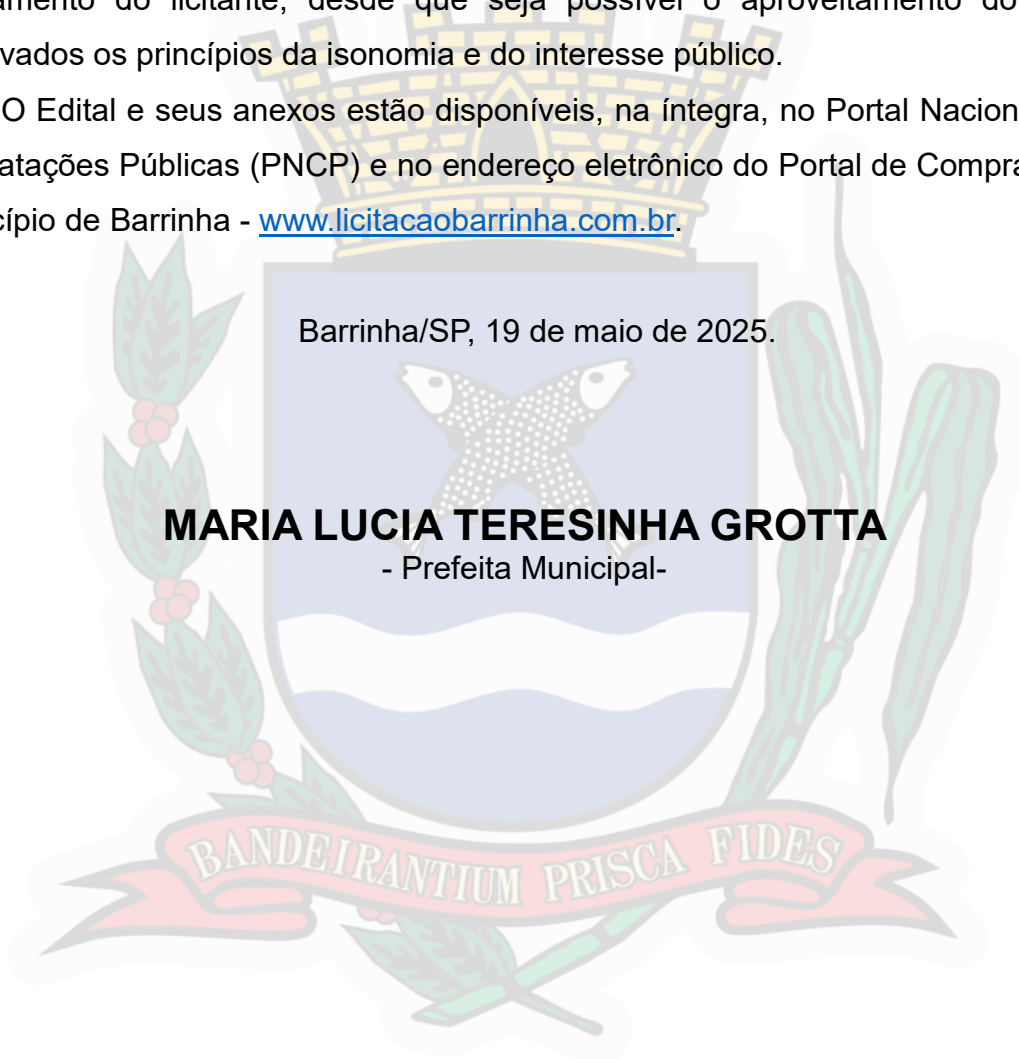 amento do licitante, desde que seja possível o aproveitamento do
vados os princípios da isonomia e do interesse público.
O Edital e seus anexos estão disponíveis, na íntegra, no Portal Nacion
atações Públicas (PNCP) e no endereço eletrônico do Portal de Compra
cípio de Barrinha - www.licitacaobarrinha.com.br.
Barrinha/SP, 19 de maio de 2025.
MARIA LUCIA TERESINHA GROTTA
- Prefeita Municipal-
BANDEIRANTIUM PRISCA FIDES